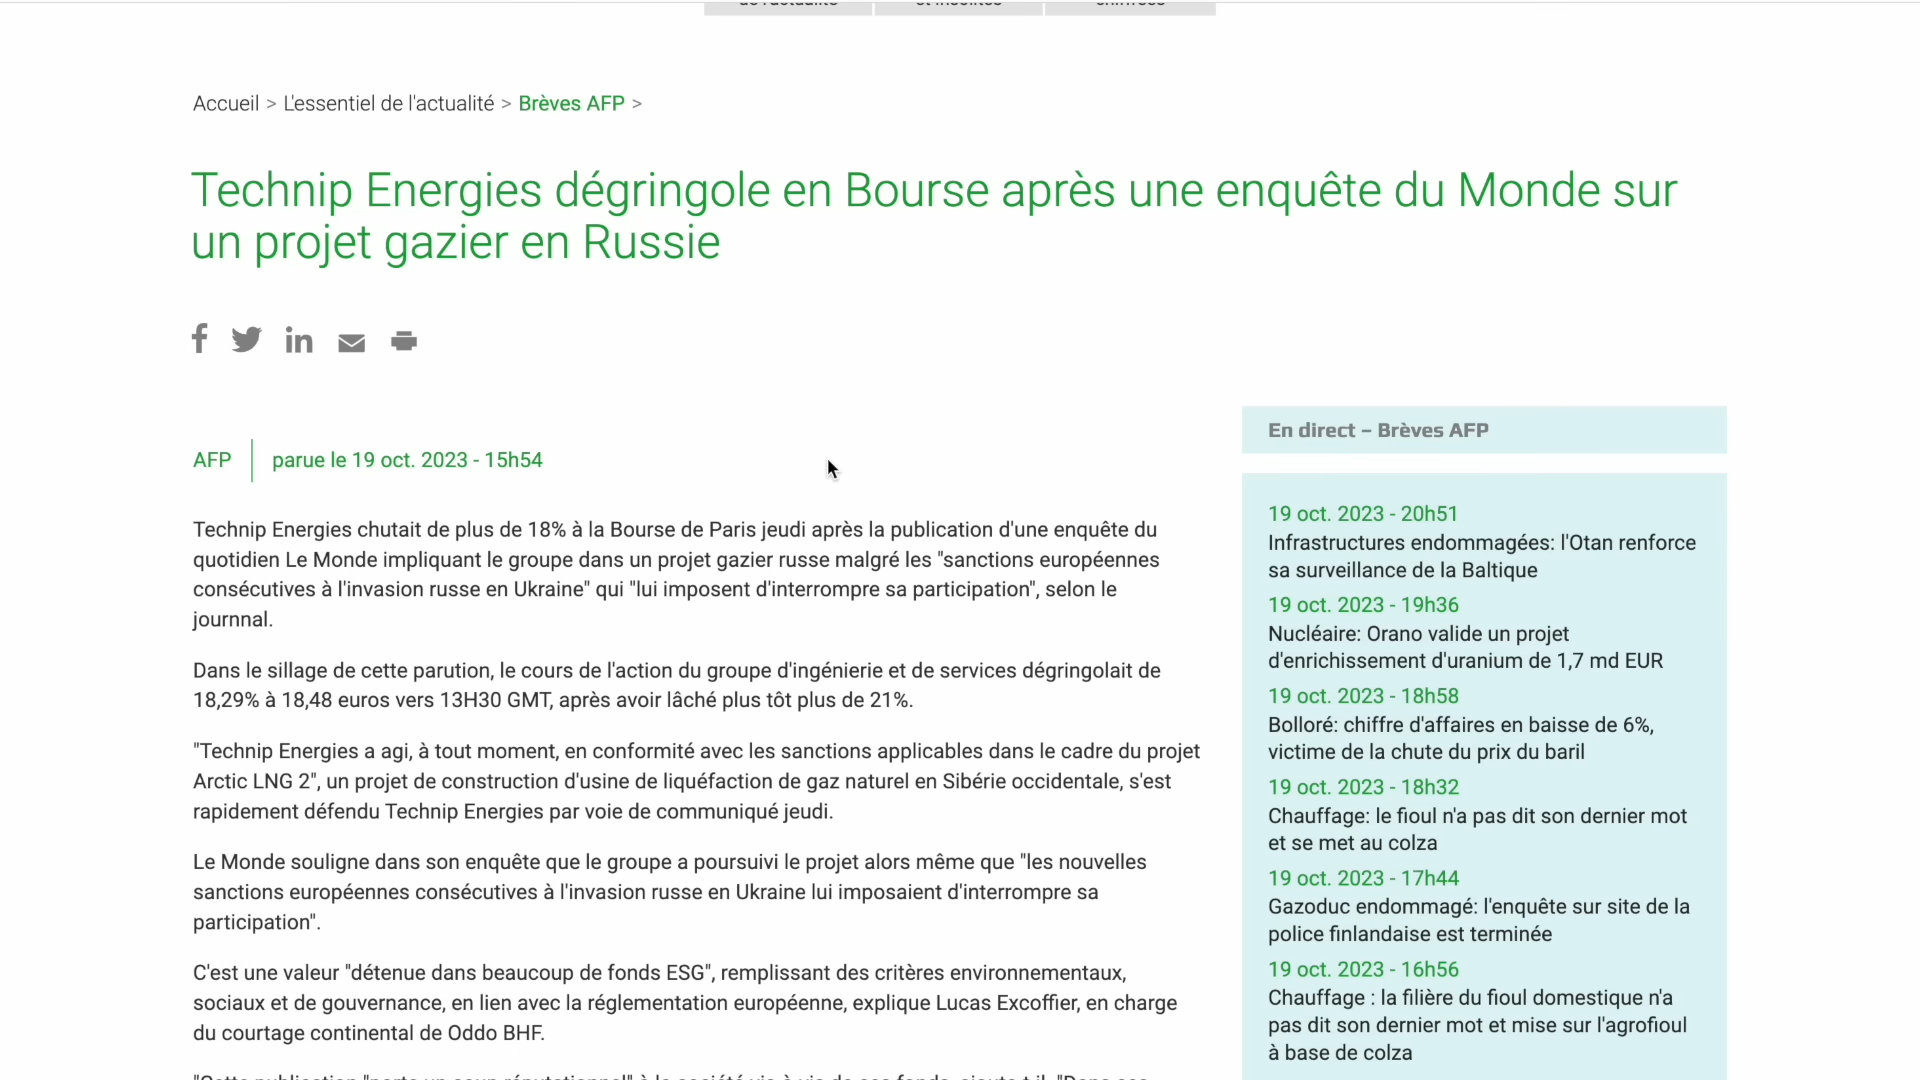 Accueil > L'essentiel de l'actualité > Brèves AFP >
Technip Energies dégringole en Bourse après une enquête du Monde sur
un projet gazier en Russie
AFP
parue le 19 oct. 2023 - 15h54
Technip Energies chutait de plus de 18% à la Bourse de Paris jeudi après la publication d'une enquête du
quotidien Le Monde impliquant le groupe dans un projet gazier russe malgré les "sanctions européennes
consécutives à l'invasion russe en Ukraine" qui "lui imposent d'interrompre sa participation", selon le
journnal.
Dans le sillage de cette parution, le cours de l'action du groupe d'ingénierie et de services dégringolait de
18,29% à 18,48 euros vers 13H30 GMT, après avoir lâché plus tôt plus de 21%.
"Technip Energies a agi, à tout moment, en conformité avec les sanctions applicables dans le cadre du projet
Arctic LNG 2", un projet de construction d'usine de liquéfaction de gaz naturel en Sibérie occidentale, s'est
rapidement défendu Technip Energies par voie de communiqué jeudi.
Le Monde souligne dans son enquête que le groupe a poursuivi le projet alors même que "les nouvelles
sanctions européennes consécutives à l'invasion russe en Ukraine lui imposaient d'interrompre sa
participation".
C'est une valeur "détenue dans beaucoup de fonds ESG", remplissant des critères environnementaux,
sociaux et de gouvernance, en lien avec la réglementation européenne, explique Lucas Excoffier, en charge
du courtage continental de Oddo BHF.
En direct – Brèves AFP
19 oct. 2023 - 20h51
Infrastructures endommagées: l'Otan renforce
sa surveillance de la Baltique
19 oct. 2023 - 19h36
Nucléaire: Orano valide un projet
d'enrichissement d'uranium de 1,7 md EUR
19 oct. 2023 - 18h58
Bolloré: chiffre d'affaires en baisse de 6%,
victime de la chute du prix du baril
19 oct. 2023 - 18h32
Chauffage: le fioul n'a pas dit son dernier mot
et se met au colza
19 oct. 2023 - 17h44
Gazoduc endommagé: l'enquête sur site de la
police finlandaise est terminée
19 oct. 2023 - 16h56
Chauffage : la filière du fioul domestique n'a
pas dit son dernier mot et mise sur l'agrofioul
à base de colza